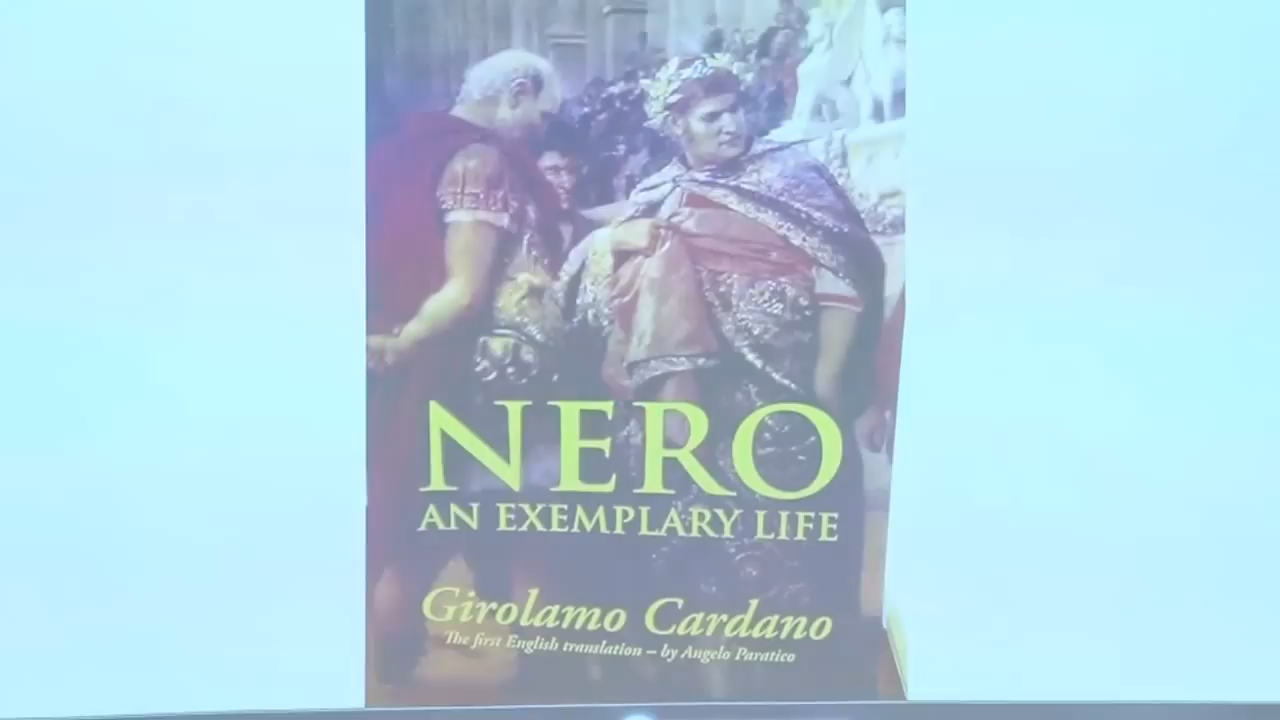 NERO
AN EXEMPLARY LIFE
Girolamo Cardano
The first English translation – by Angelo Paratico